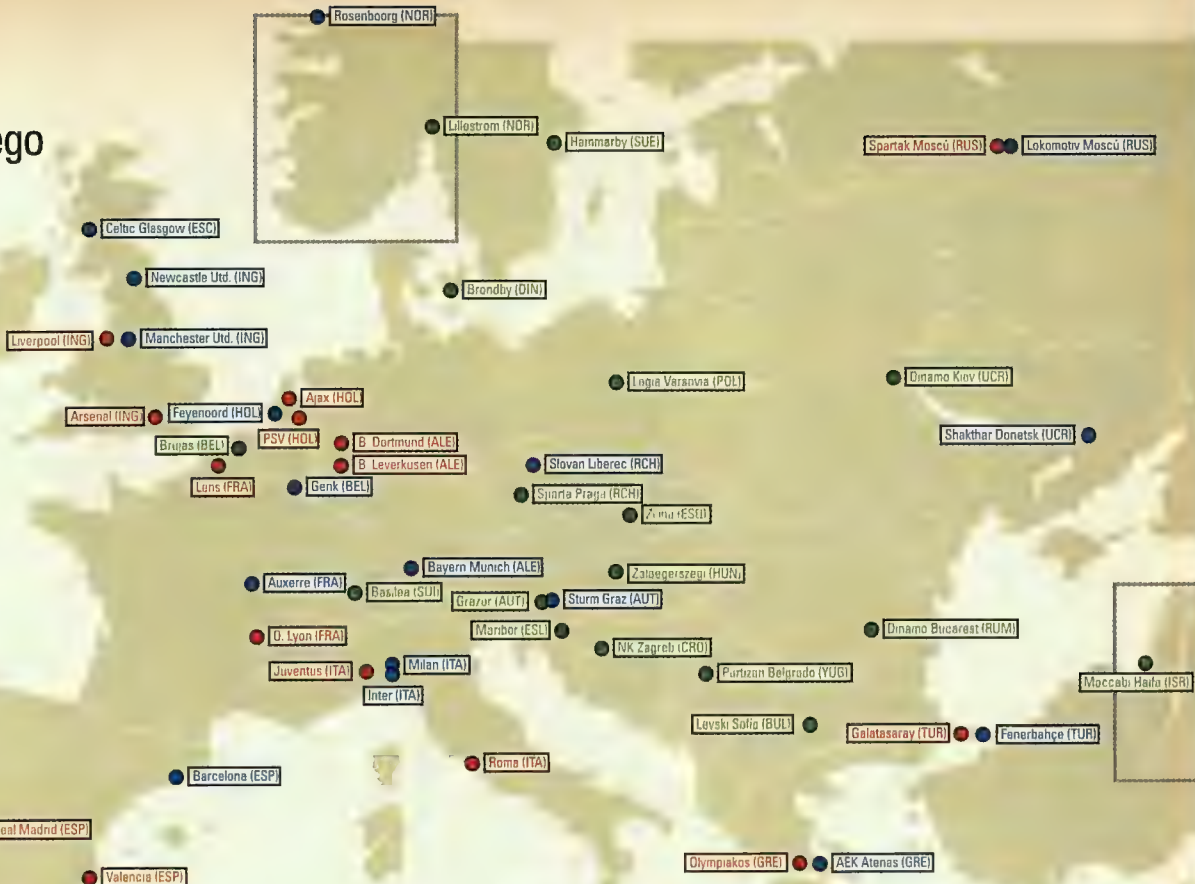 Rosenboorg (NOR)
ego
Lillestrom (NOR)
Hammarby (SUE)
Spartak Moscú (RUS)
Lokomotiv Moscú (RUS)
Celtic Glasgow (ESC)
Newcastle Utd. (ING)
Brondby (DIN)
Liverpool (ING)
Manchester Utd. (ING)
Legia Varsovia (POL)
Dinamo Kiev (UCR)
Ajax (HOL)
Arsenal (ING)
Feyenoord (HOL)
PSV (HOL)
Shakthar Donetsk (UCR)
Brujas (BEL)
B. Dortmund (ALE)
B. Leverkusen (ALE)
Slovan Liberec (RCH)
Lens (FRA)
Genk (BEL)
Sparta Praga (RCH)
Bayern Munich (ALE)
Zalaegerszegi (HUN)
Auxerre (FRA)
Basilea (SUI)
Grazer (AUT)
Sturm Graz (AUT)
O. Lyon (FRA)
Maribor (ESL)
Dinamo Bucarest (RUM)
NK Zagreb (CRO)
Juventus (ITA)
Milan (ITA)
Partizan Belgrado (YUG)
Maccabi Haifa (ISR)
Inter (ITA)
Levski Sofia (BUL)
Galatasaray (TUR)
Fenerbahçe (TUR)
Roma (ITA)
Barcelona (ESP)
eal Madrid (ESP)
Olympiakos (GRE)
AEK Atenas (GRE)
Valencia (ESP)